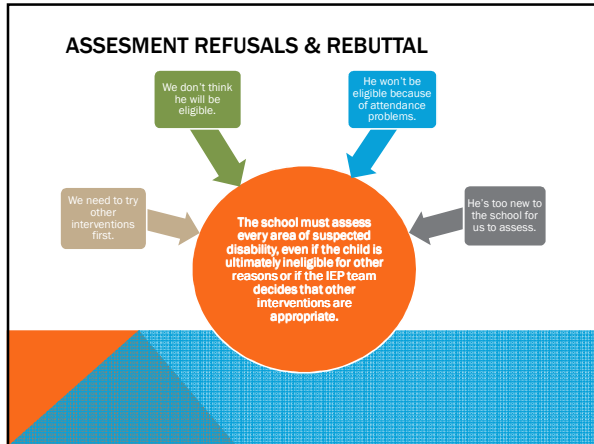 ASSESMENT REFUSALS & REBUTTAL
We don't think
he will be
eligible.
He won't be
eligible because
of attendance
problems.
We need to try
other
interventions
first.
He's too new to
the school for
us to assess.
The school must assess
every area of suspected
disability, even if the child is
ultimately ineligible for other
reasons or if the IEP team
decides that other
interventions are
appropriate.